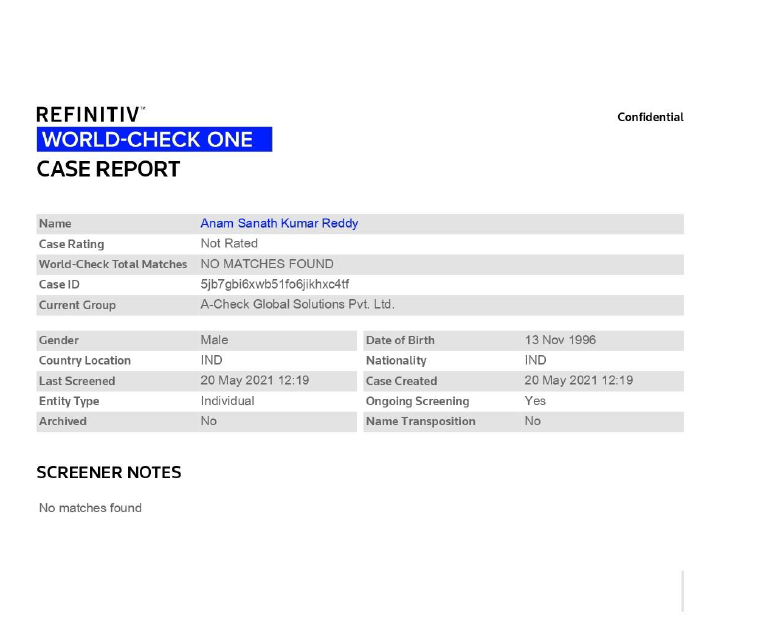 REFINITIV™
Confidential
WORLD-CHECK ONE
CASE REPORT
Name Anam Sanath Kumar Reddy
Case Rating Not Rated
World-Check Total Matches NO MATCHES FOUND
Case ID 5jb7gbi6xwb51fo6jikhxc4tf
Current Group A-Check Global Solutions Pvt. Ltd.
Gender Male Date of Birth 13 Nov 1996
Country Location IND Nationality IND
Last Screened 20 May 2021 12:19 Case Created 20 May 2021 12:19
Entity Type Individual Ongoing Screening Yes
Archived No Name Transposition No
SCREENER NOTES
No matches found